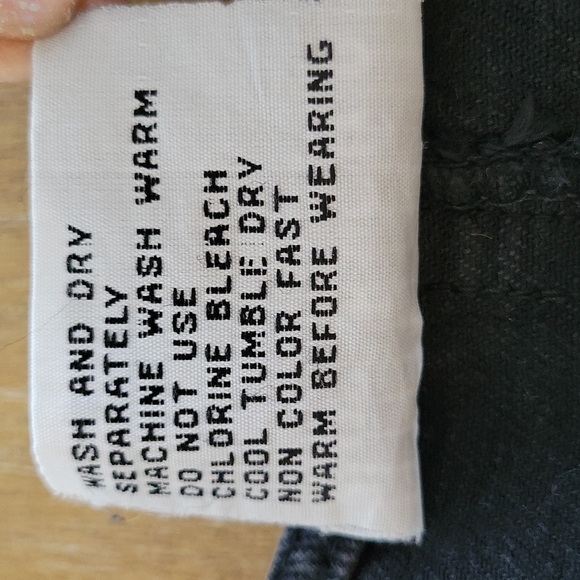 WASH AND DRY
SEPARATELY
MACHINE WASH WARM
DO NOT USE
CHLORINE BLEACH
COOL TUMBLE DRY
NON COLOR FAST
WARM BEFORE WEARING